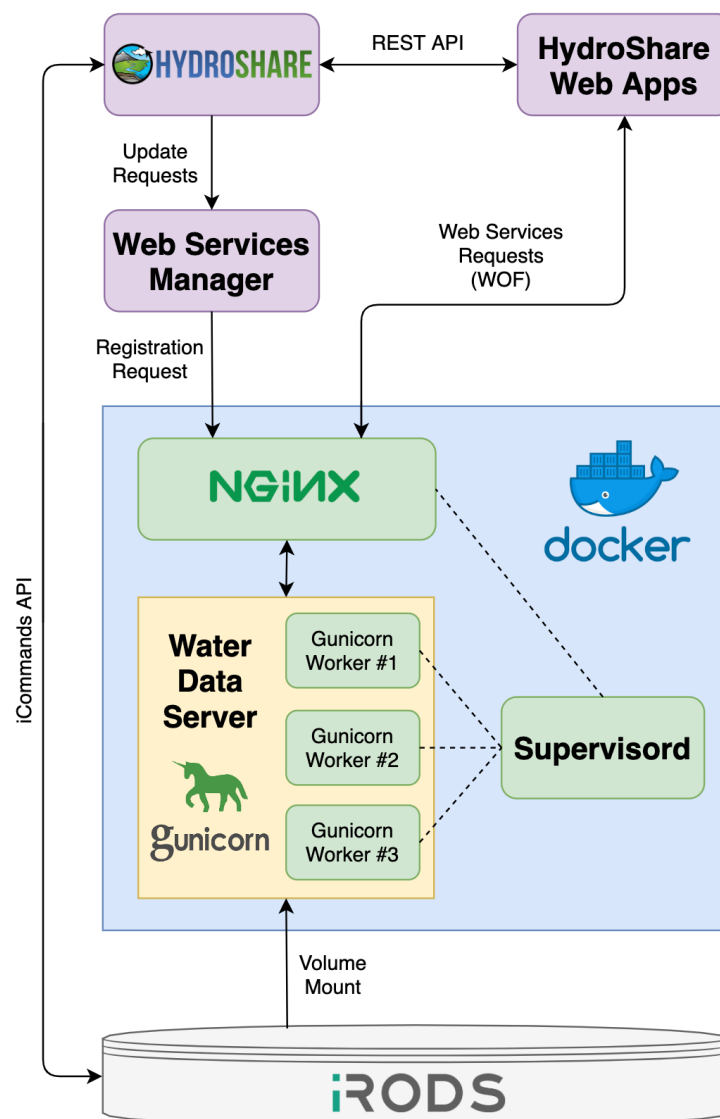 HYDROSHARE
REST API
HydroShare
Web Apps
Update
Requests
Web Services
Manager
Web Services
Requests
(WOF)
Registration
Request
NGINX
docker
iCommands API
Water
Data
Server
gunicorn
Gunicorn
Worker #1
Gunicorn
Worker #2
Gunicorn
Worker #3
Supervisord
Volume
Mount
iRODS